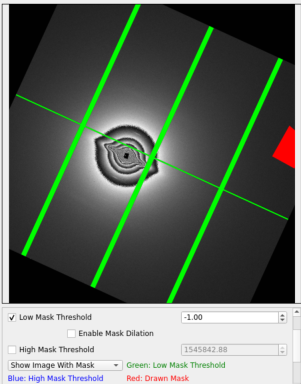 Low Mask Threshold -1.00
Enable Mask Dilation
High Mask Threshold 1545842.88
Show Image With Mask Green: Low Mask Threshold
Blue: High Mask Threshold Red: Drawn Mask